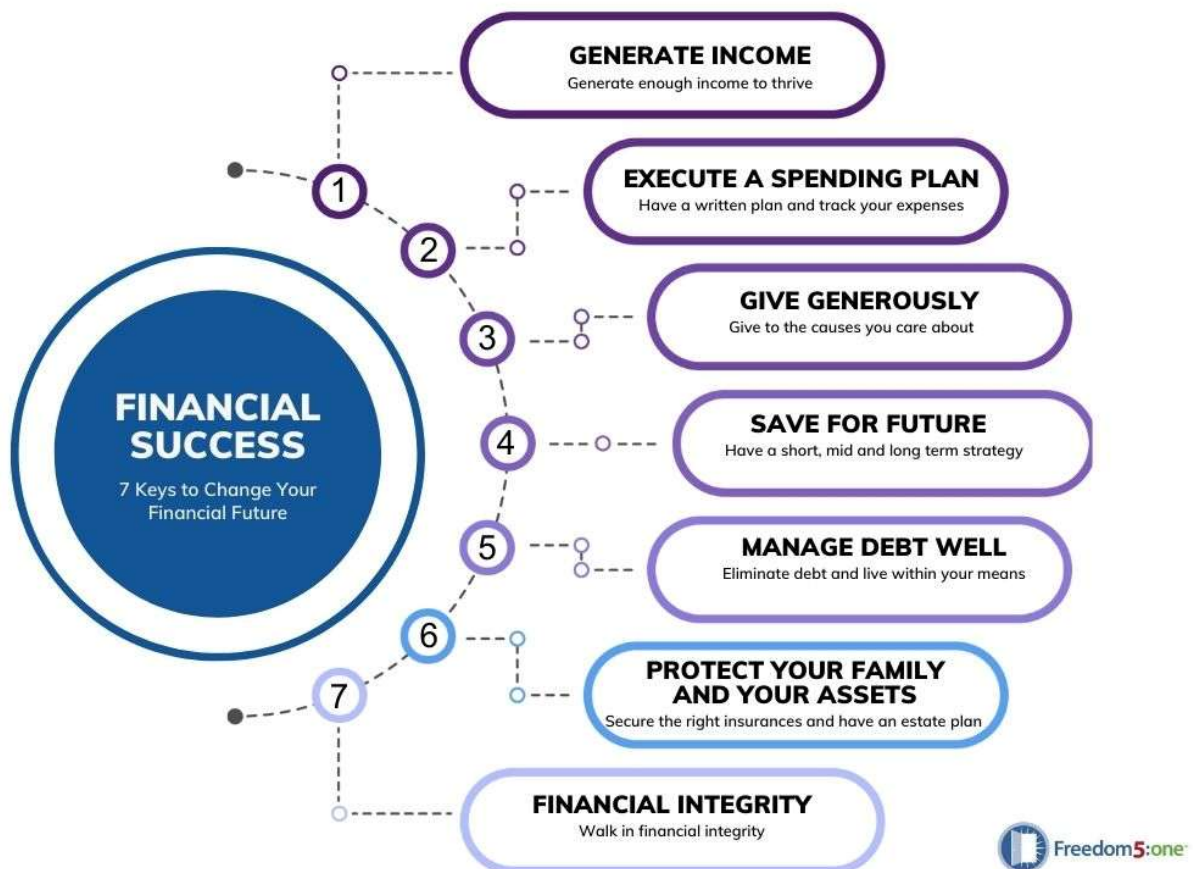 GENERATE INCOME
Generate enough income to thrive
1
EXECUTE A SPENDING PLAN
Have a written plan and track your expenses
2
GIVE GENEROUSLY
Give to the causes you care about
3
FINANCIAL
SUCCESS
7 Keys to Change Your
Financial Future
SAVE FOR FUTURE
Have a short, mid and long term strategy
4
MANAGE DEBT WELL
Eliminate debt and live within your means
5
PROTECT YOUR FAMILY
AND YOUR ASSETS
Secure the right insurances and have an estate plan
6
7
FINANCIAL INTEGRITY
Walk in financial integrity
Freedom5:one